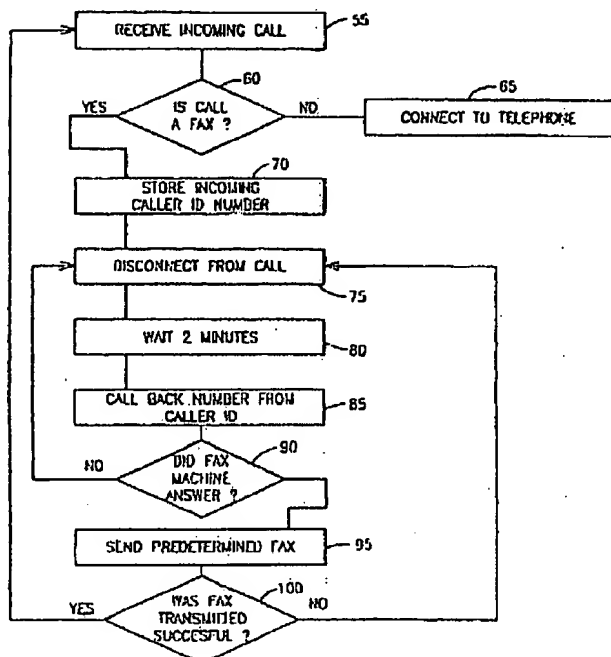 RECEIVE INCOMING CALL
55
60
IS CALL
A FAX ?
YES
NO
65
CONNECT TO TELEPHONE
70
STORE INCOMING
CALLER ID NUMBER
DISCONNECT FROM CALL
75
WAIT 2 MINUTES
80
CALL BACK NUMBER FROM
CALLER ID
85
90
DID FAX
MACHINE
ANSWER ?
NO
SEND PREDETERMINED FAX
95
100
WAS FAX
TRANSMITTED
SUCCESFUL ?
YES
NO